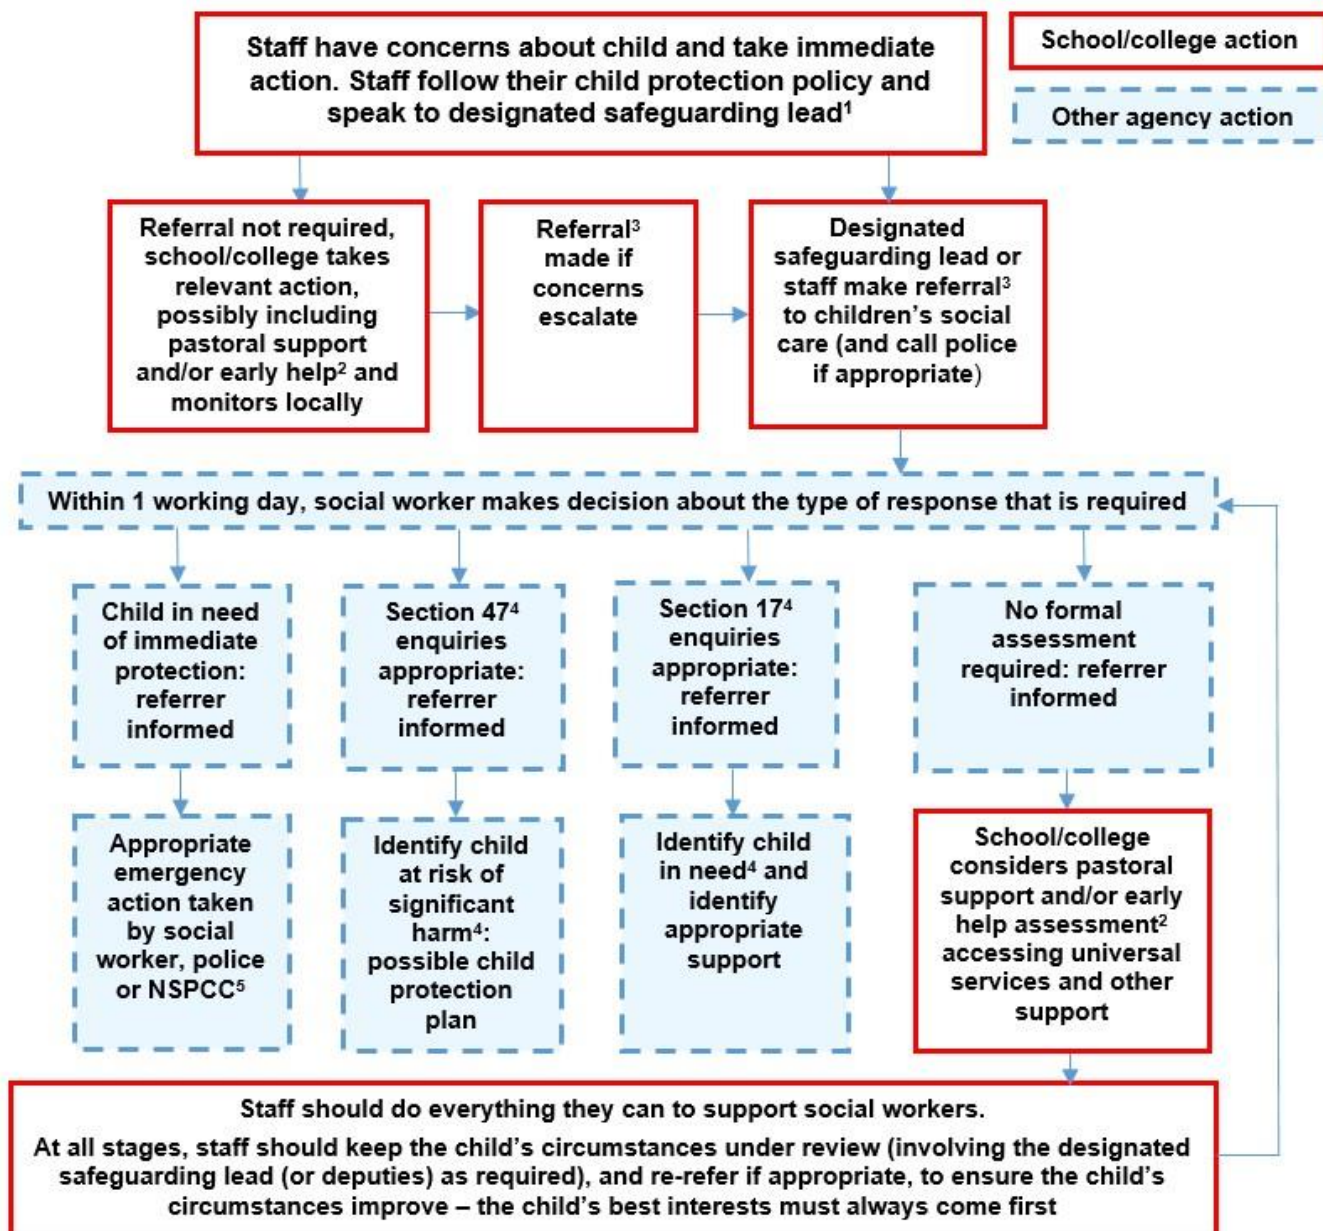 Staff have concerns about child and take immediate
action. Staff follow their child protection policy and
speak to designated safeguarding lead¹
School/college action
Other agency action
Referral not required,
school/college takes
relevant action,
possibly including
pastoral support
and/or early help² and
monitors locally
Referral³
made if
concerns
escalate
Designated
safeguarding lead or
staff make referral³
to children’s social
care (and call police
if appropriate)
Within 1 working day, social worker makes decision about the type of response that is required
Child in need
of immediate
protection:
referrer
informed
Section 47⁴
enquiries
appropriate:
referrer
informed
Section 17⁴
enquiries
appropriate:
referrer
informed
No formal
assessment
required: referrer
informed
Appropriate
emergency
action taken
by social
worker, police
or NSPCC⁵
Identify child
at risk of
significant
harm⁴:
possible child
protection
plan
Identify child
in need⁴ and
identify
appropriate
support
School/college
considers pastoral
support and/or early
help assessment²
accessing universal
services and other
support
Staff should do everything they can to support social workers.
At all stages, staff should keep the child’s circumstances under review (involving the designated
safeguarding lead (or deputies) as required), and re-refer if appropriate, to ensure the child’s
circumstances improve – the child’s best interests must always come first